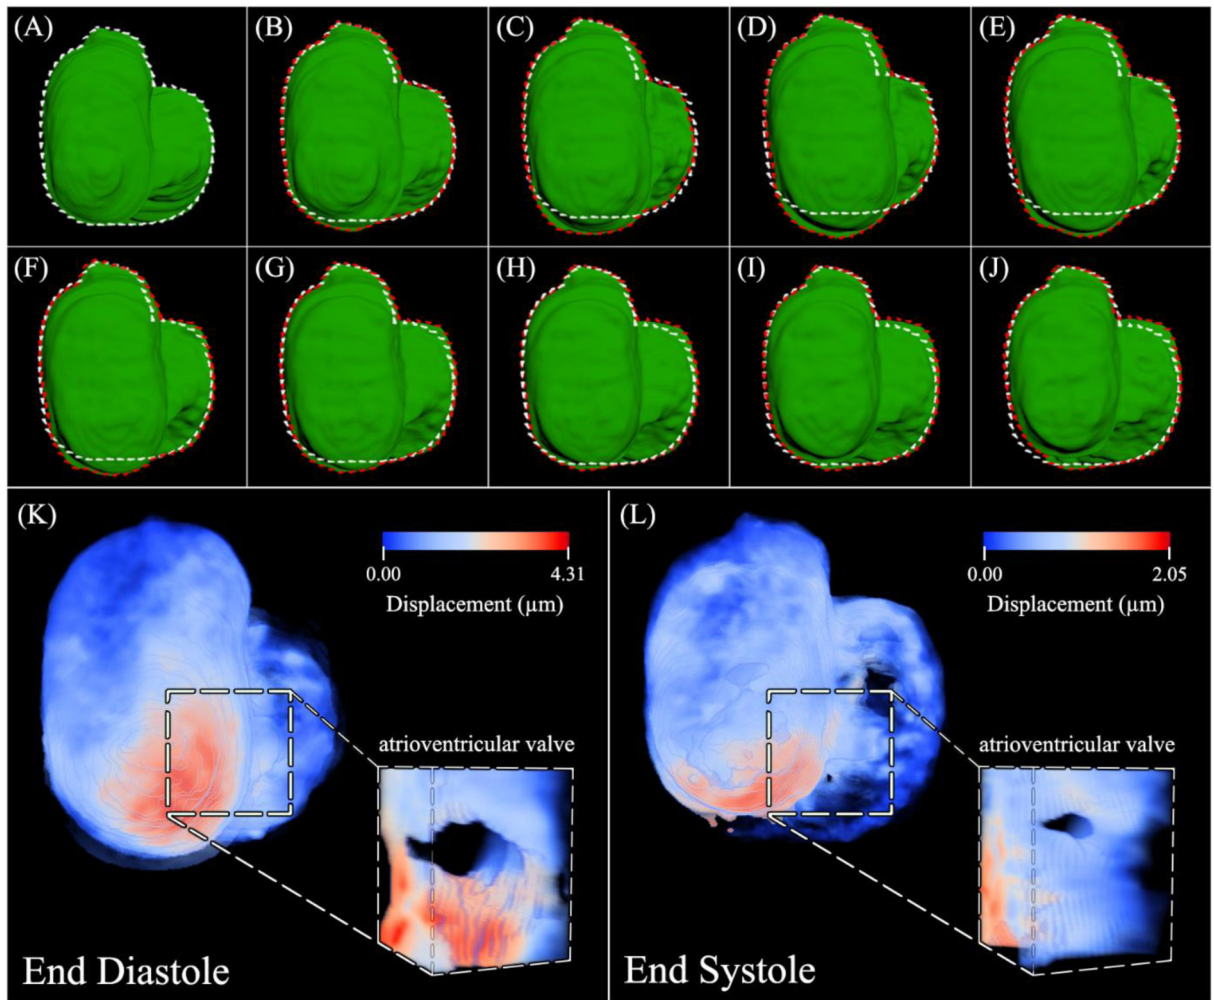 (A)
(B)
(C)
(D)
(E)
(F)
(G)
(H)
(I)
(J)
(K)
0.00 4.31
Displacement (µm)
atrioventricular valve
End Diastole
(L)
0.00 2.05
Displacement (µm)
atrioventricular valve
End Systole